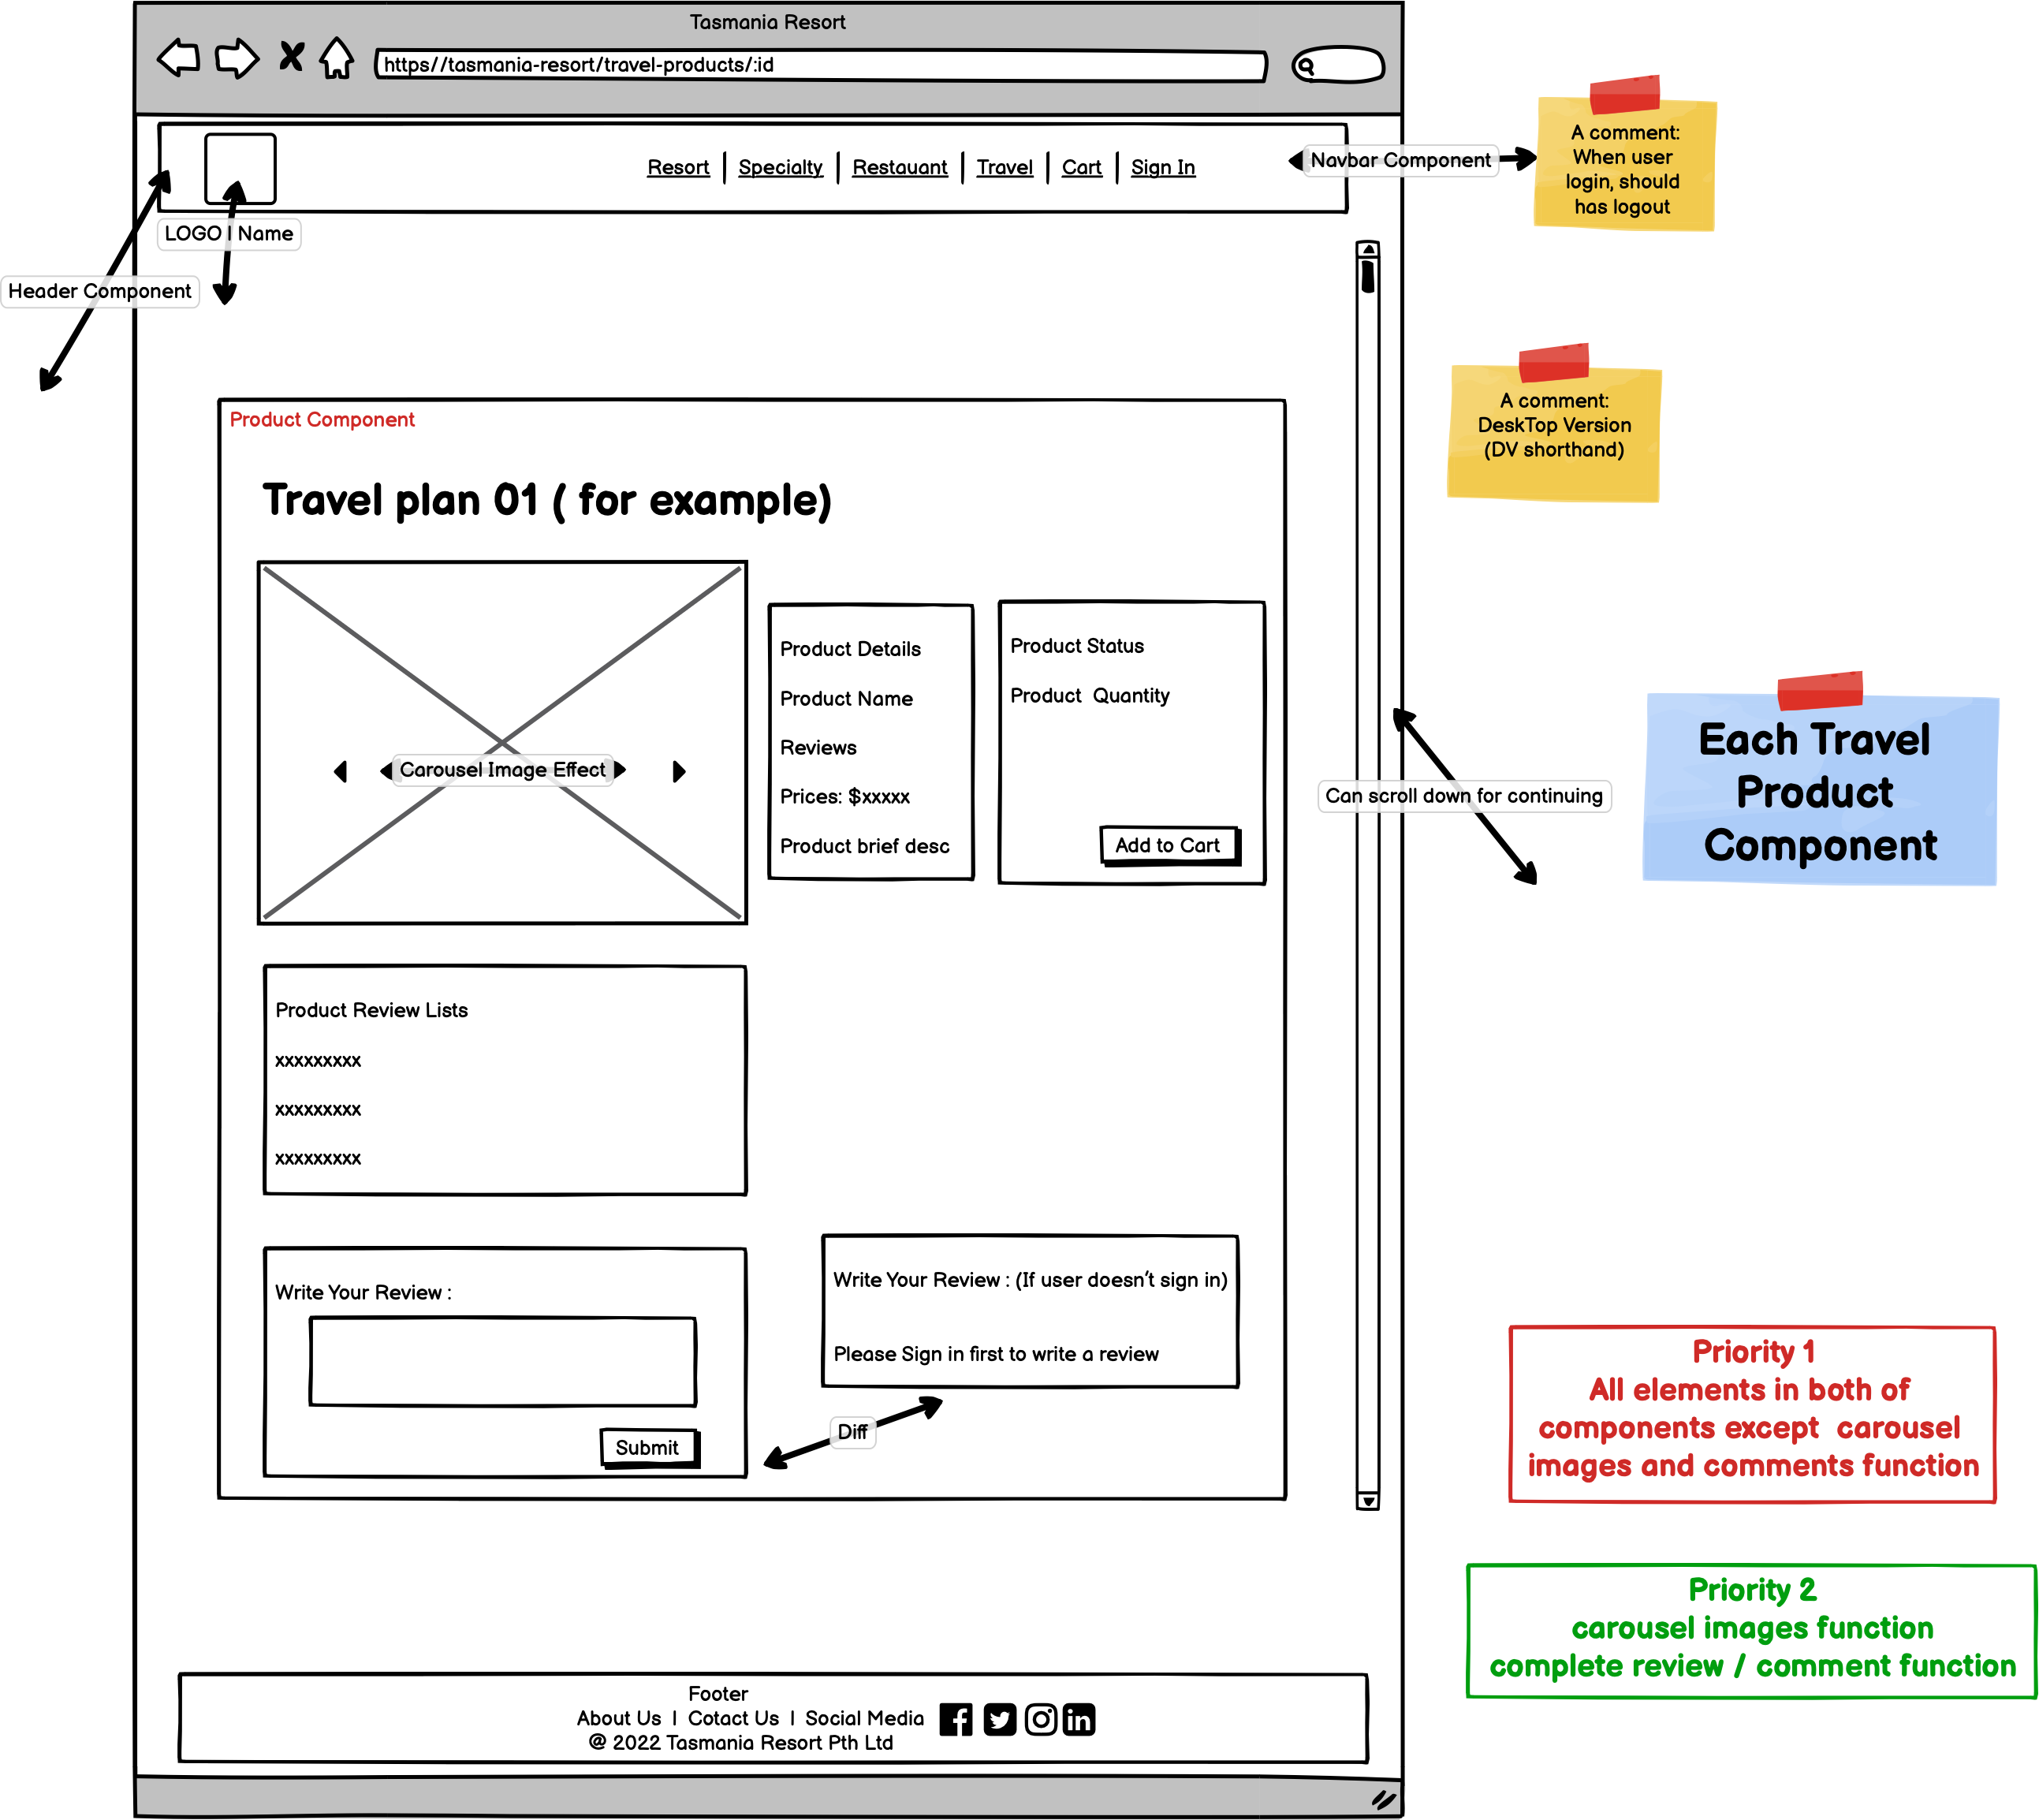 Tasmania Resort
https//tasmania-resort/travel-products/:id
Resort | Specialty | Restauant | Travel | Cart | Sign In
Navbar Component
A comment:
When user
login, should
has logout
LOGO | Name
Header Component
A comment:
DeskTop Version
(DV shorthand)
Product Component
Travel plan 01 ( for example)
Carousel Image Effect
Product Details
Product Name
Reviews
Prices: $xxxxx
Product brief desc
Product Status
Product Quantity
Add to Cart
Can scroll down for continuing
Each Travel
Product
Component
Product Review Lists
xxxxxxxxx
xxxxxxxxx
xxxxxxxxx
Write Your Review :
Submit
Write Your Review : (If user doesn't sign in)
Please Sign in first to write a review
Diff
Priority 1
All elements in both of
components except carousel
images and comments function
Priority 2
carousel images function
complete review / comment function
Footer
About Us | Cotact Us | Social Media
@ 2022 Tasmania Resort Pth Ltd